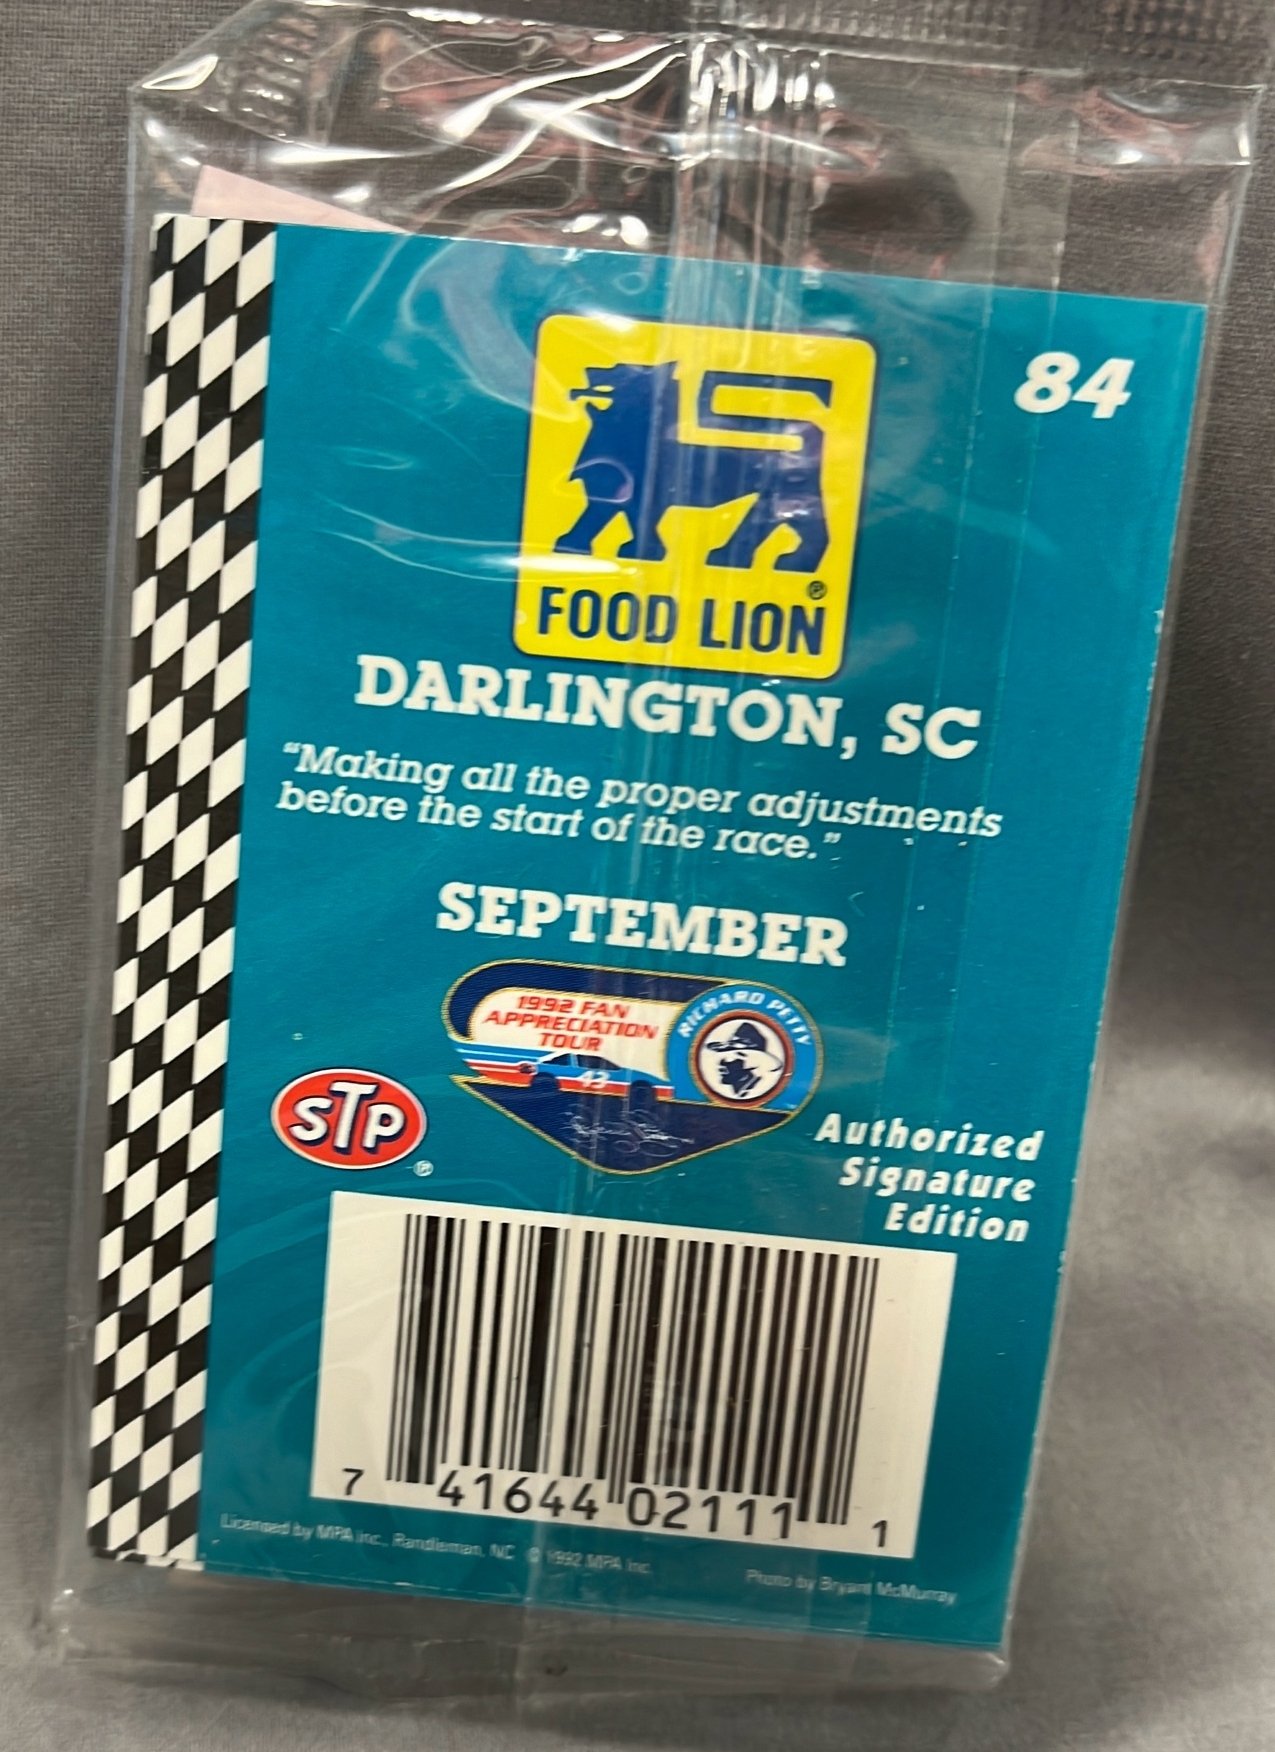 84
FOOD LION®
DARLINGTON, SC
“Making all the proper adjustments
before the start of the race.”
SEPTEMBER
1992 FAN
APPRECIATION
TOUR
RICHARD PETTY
43
STP®
Authorized
Signature
Edition
7 41644 02111 1
Licensed by MPA Inc., Randleman, NC © 1992 MPA Inc.
Photo by Bryant McMurray